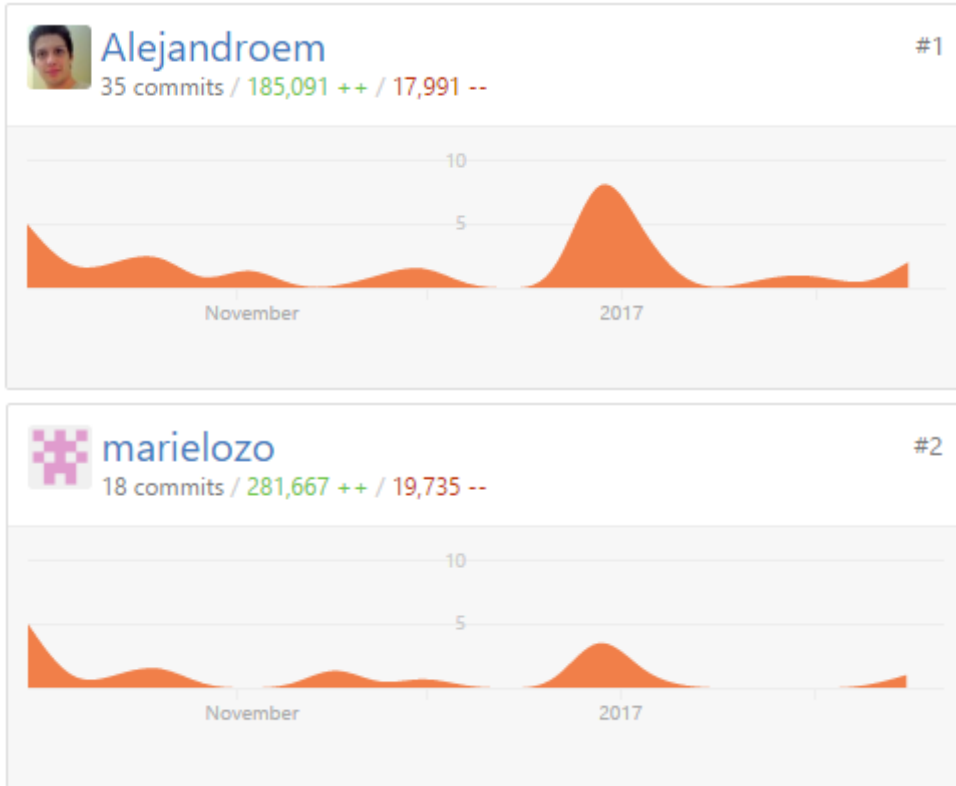 Alejandroem
#1
35 commits / 185,091 ++ / 17,991 --
10
5
November 2017
marielozo
#2
18 commits / 281,667 ++ / 19,735 --
10
5
November 2017